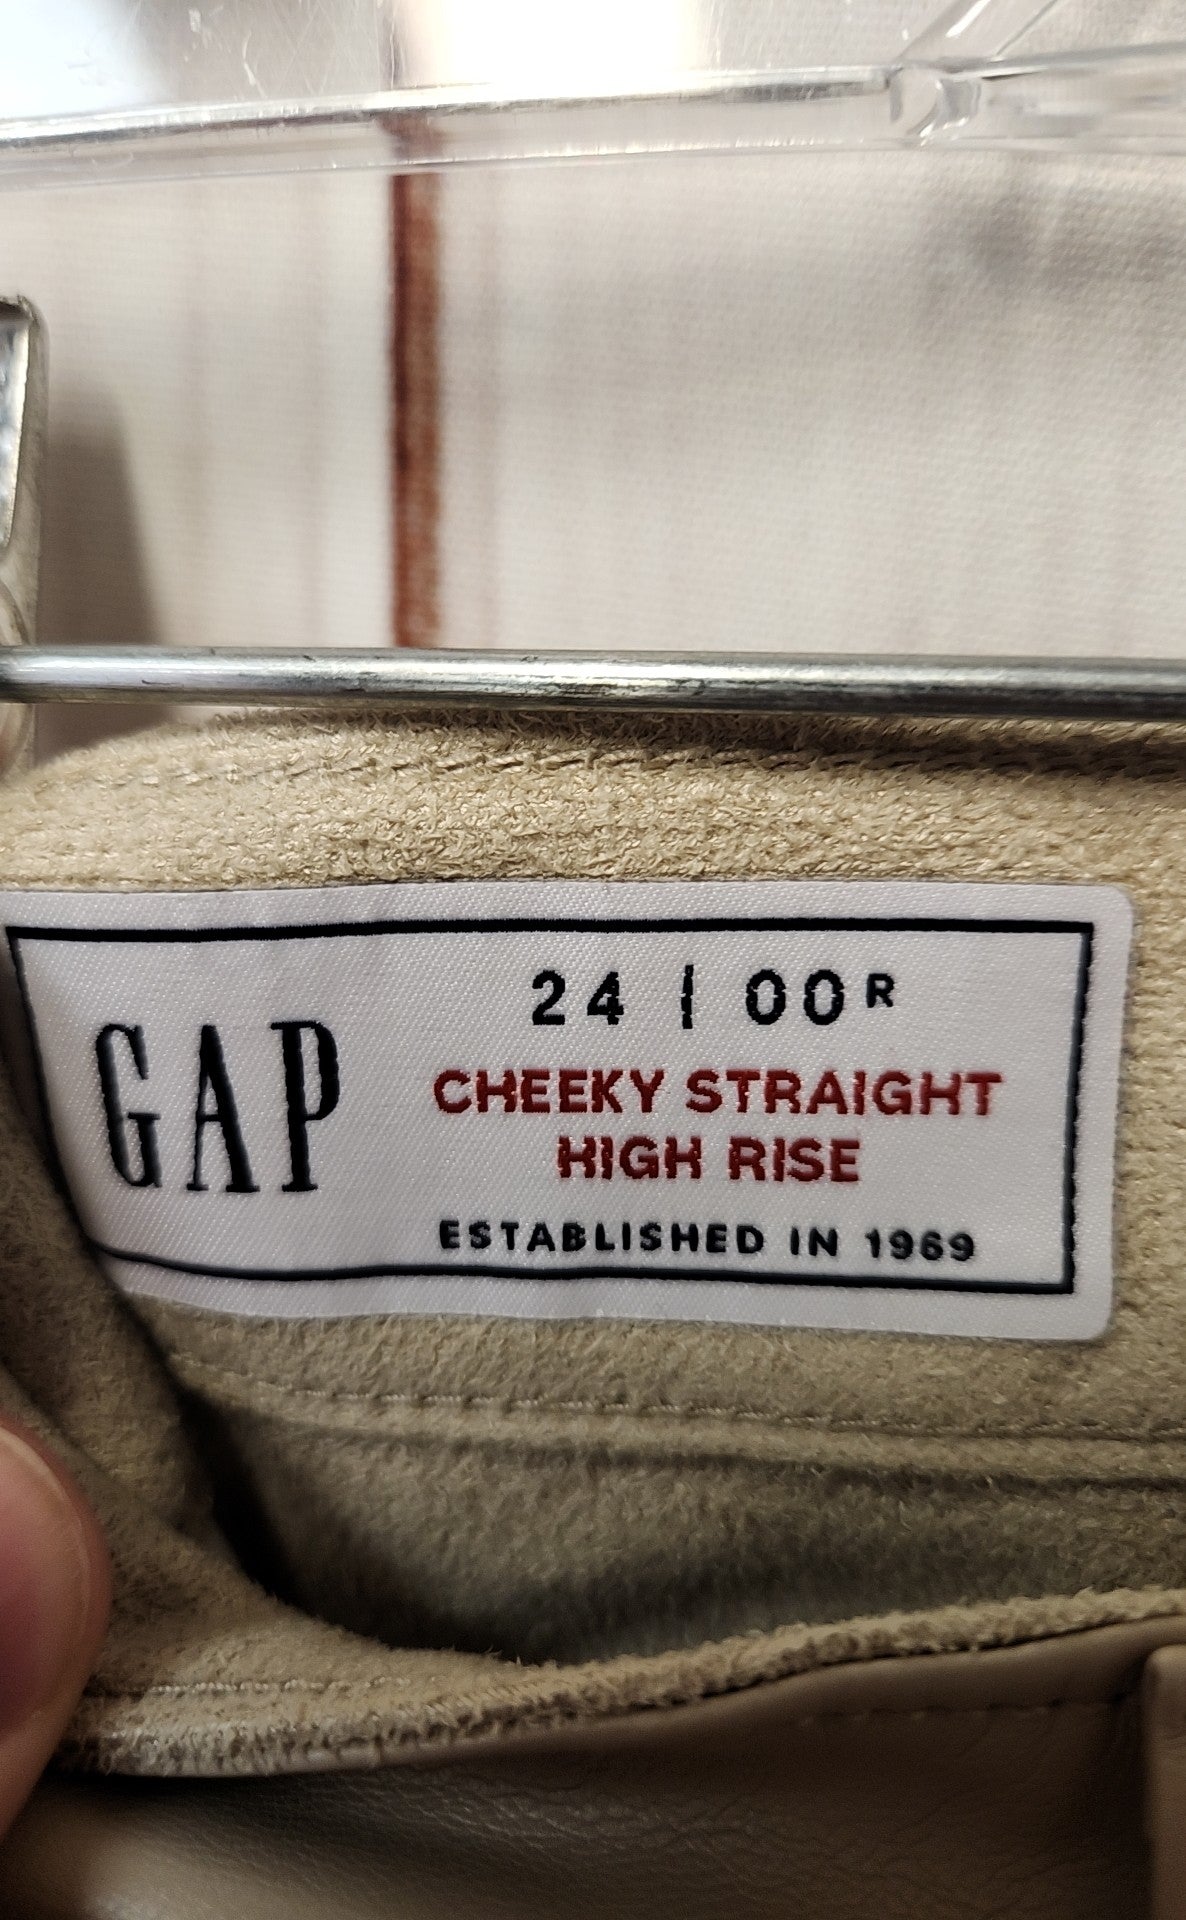 GAP
24 | 00R
CHEEKY STRAIGHT
HIGH RISE
ESTABLISHED IN 1969